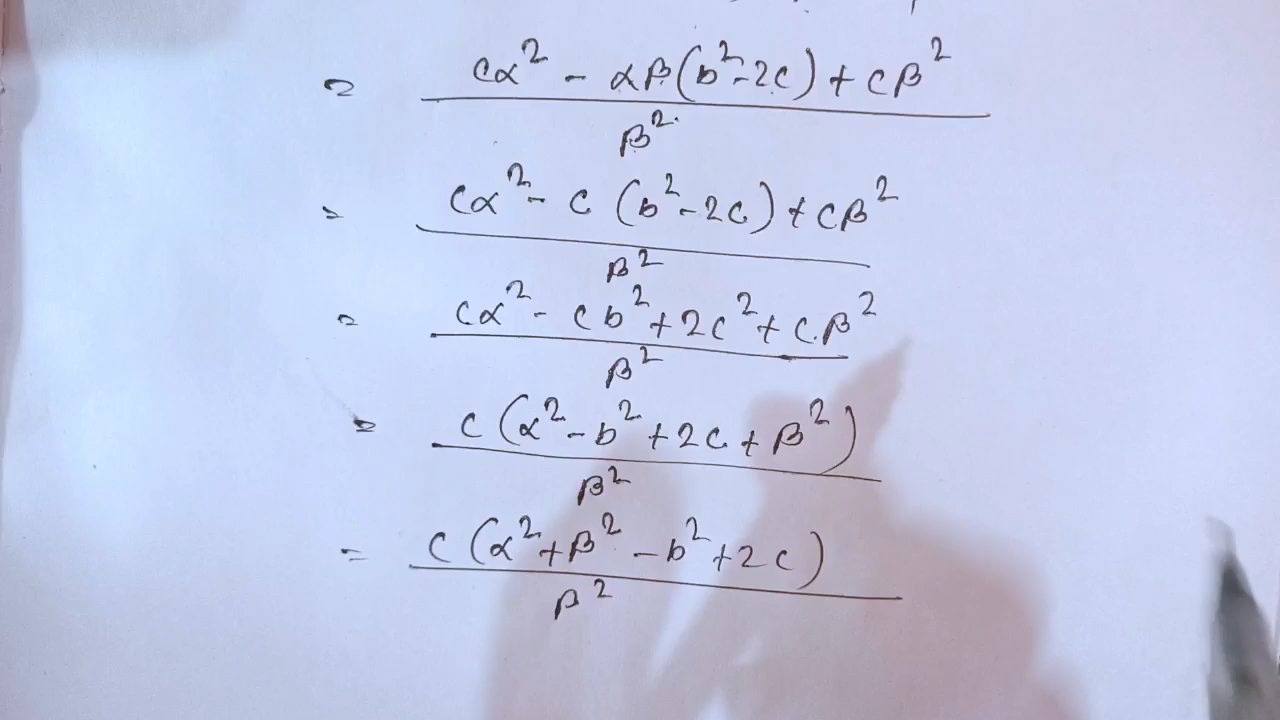 = cα² - αβ(b²-2c) + cβ² / β²
= cα² - c (b²-2c) + cβ² / β²
= cα² - cb² + 2c² + c.β² / β²
= c (α² - b² + 2c + β²) / β²
= c (α² + β² - b² + 2c) / β²